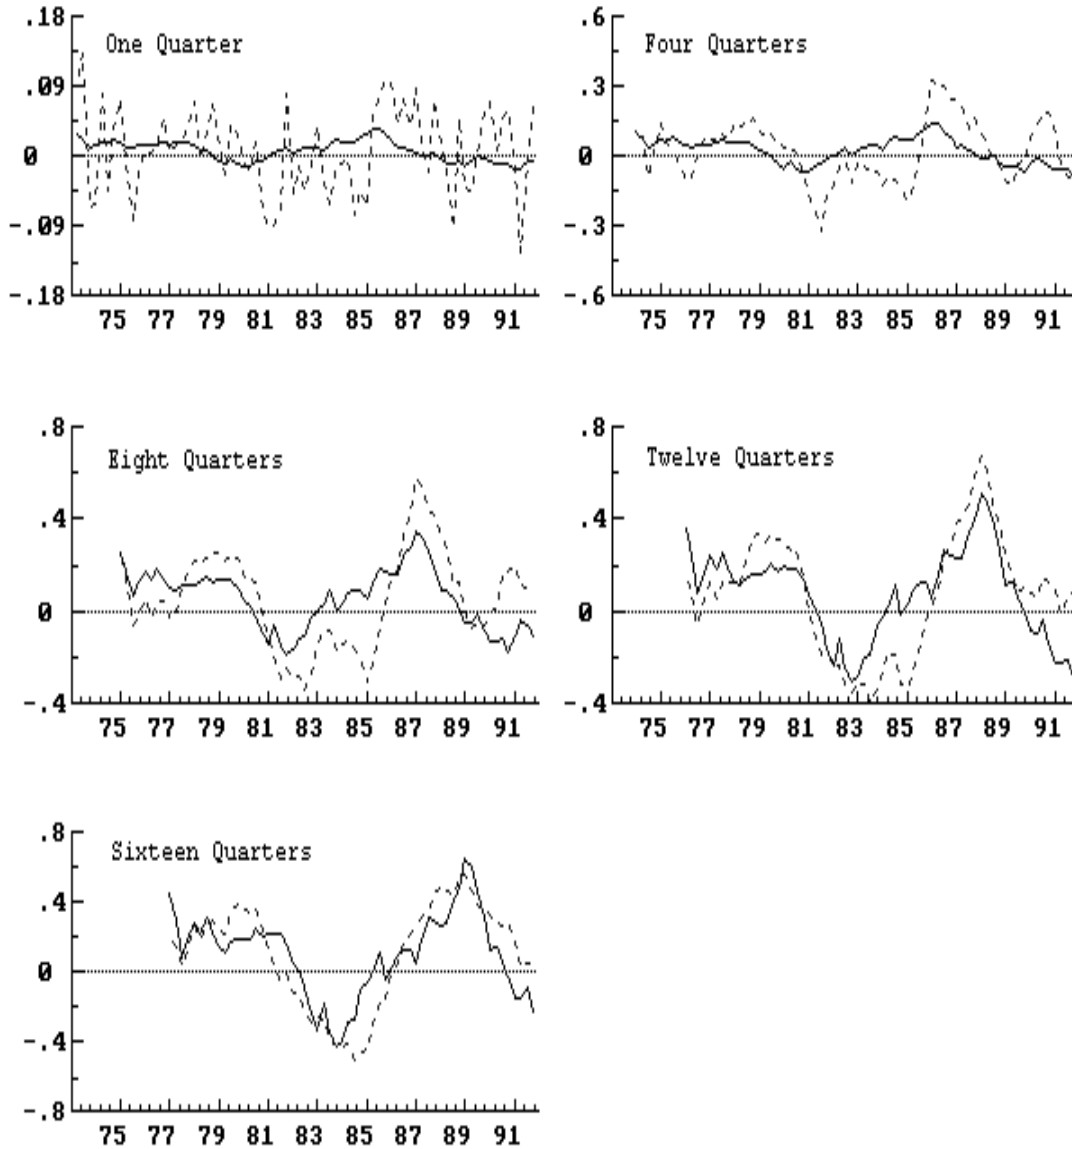 .18
One Quarter
.09
0
-.09
-.18
75 77 79 81 83 85 87 89 91
.6
Four Quarters
.3
0
-.3
-.6
75 77 79 81 83 85 87 89 91
.8
Eight Quarters
.4
0
-.4
75 77 79 81 83 85 87 89 91
.8
Twelve Quarters
.4
0
-.4
75 77 79 81 83 85 87 89 91
.8
Sixteen Quarters
.4
0
-.4
-.8
75 77 79 81 83 85 87 89 91